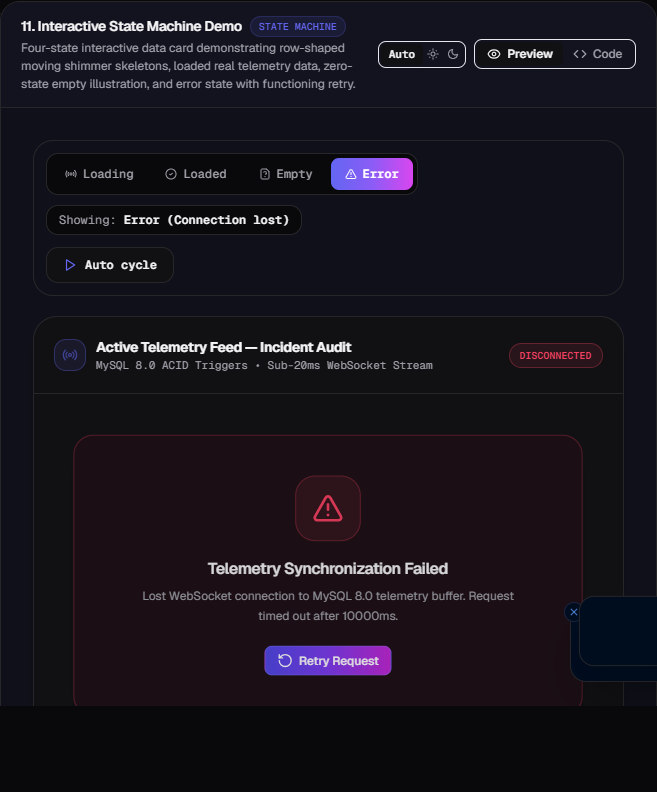 11. Interactive State Machine Demo STATE MACHINE
Four-state interactive data card demonstrating row-shaped
moving shimmer skeletons, loaded real telemetry data, zero-
state empty illustration, and error state with functioning retry.
Auto Preview Code
Loading Loaded Empty Error
Showing: Error (Connection lost)
Auto cycle
Active Telemetry Feed — Incident Audit
MySQL 8.0 ACID Triggers • Sub-20ms WebSocket Stream
DISCONNECTED
Telemetry Synchronization Failed
Lost WebSocket connection to MySQL 8.0 telemetry buffer. Request
timed out after 10000ms.
Retry Request